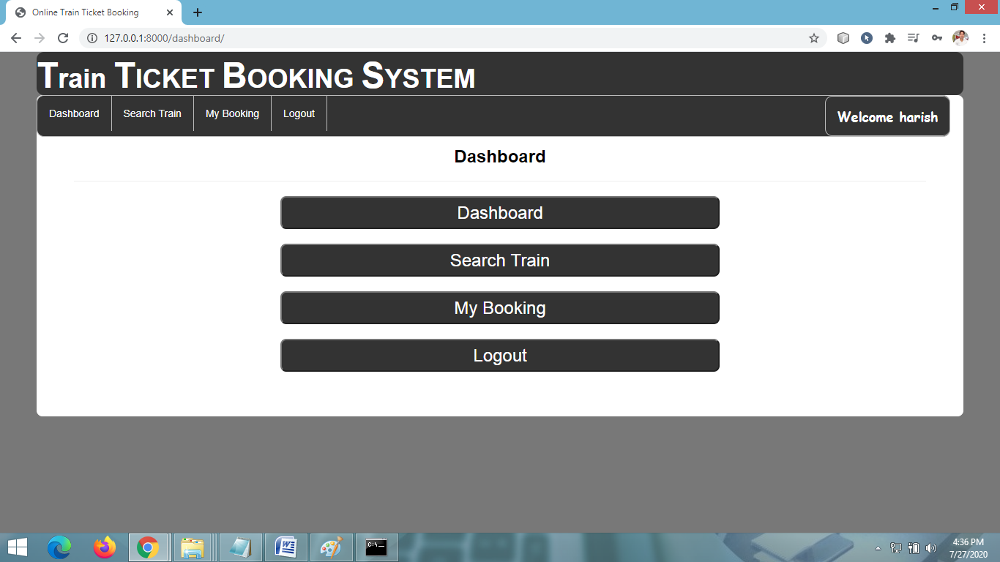 Online Train Ticket Booking
127.0.0.1:8000/dashboard/
Train TICKET BOOKING SYSTEM
Dashboard Search Train My Booking Logout Welcome harish
Dashboard
Dashboard
Search Train
My Booking
Logout
4:36 PM
7/27/2020